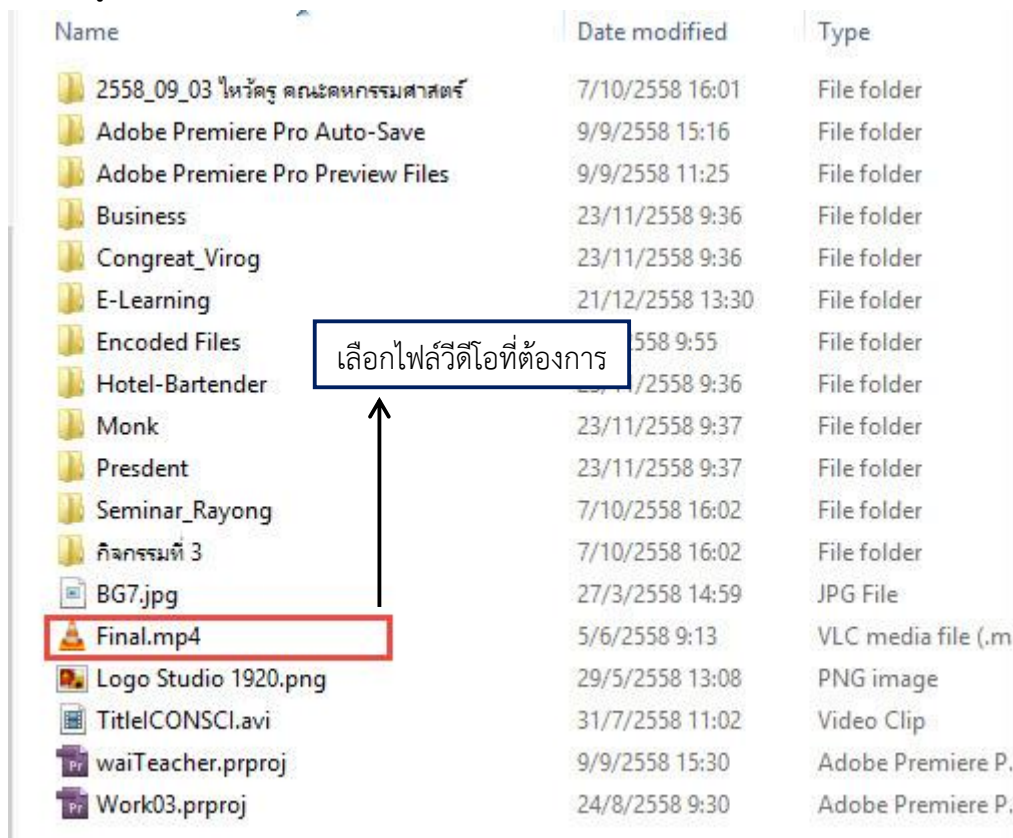 Name Date modified Type
2558_09_03 ไหว้ครู คณะคหกรรมศาสตร์ 7/10/2558 16:01 File folder
Adobe Premiere Pro Auto-Save 9/9/2558 15:16 File folder
Adobe Premiere Pro Preview Files 9/9/2558 11:25 File folder
Business 23/11/2558 9:36 File folder
Congreat_Virog 23/11/2558 9:36 File folder
E-Learning 21/12/2558 13:30 File folder
Encoded Files 558 9:55 File folder
เลือกไฟล์วีดีโอที่ต้องการ
Hotel-Bartender /2558 9:36 File folder
Monk 23/11/2558 9:37 File folder
Presdent 23/11/2558 9:37 File folder
Seminar_Rayong 7/10/2558 16:02 File folder
กิจกรรมที่ 3 7/10/2558 16:02 File folder
BG7.jpg 27/3/2558 14:59 JPG File
Final.mp4 5/6/2558 9:13 VLC media file (.m
Logo Studio 1920.png 29/5/2558 13:08 PNG image
TitleICONSCI.avi 31/7/2558 11:02 Video Clip
waiTeacher.prproj 9/9/2558 15:30 Adobe Premiere P.
Work03.prproj 24/8/2558 9:30 Adobe Premiere P.